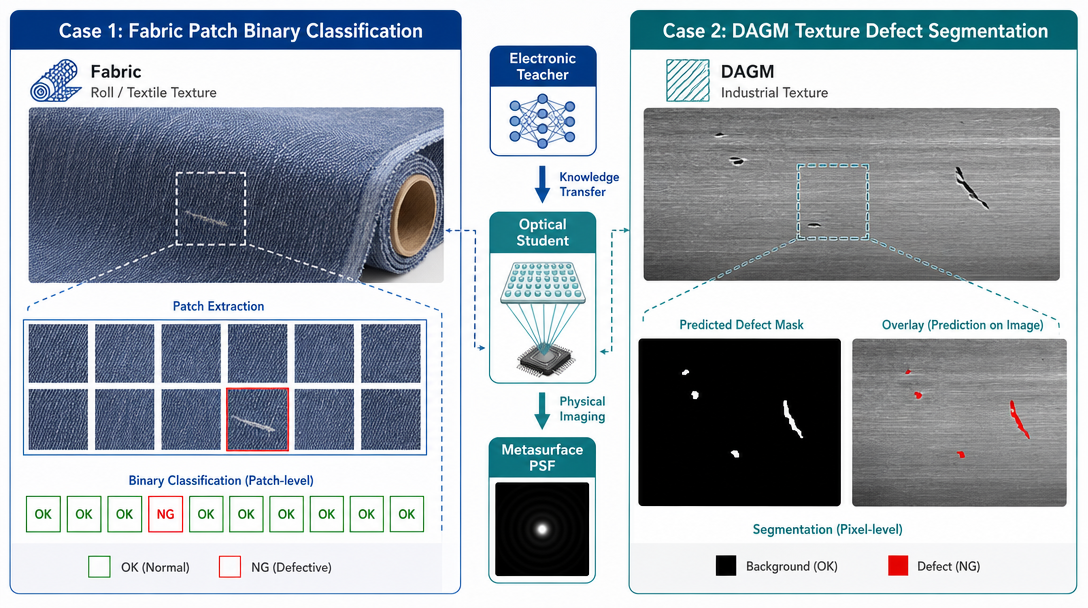 Case 1: Fabric Patch Binary Classification
Fabric
Roll / Textile Texture
Patch Extraction
Binary Classification (Patch-level)
OK OK OK NG OK OK OK OK OK OK
OK (Normal) NG (Defective)
Electronic
Teacher
Knowledge
Transfer
Optical
Student
Physical
Imaging
Metasurface
PSF
Case 2: DAGM Texture Defect Segmentation
DAGM
Industrial Texture
Predicted Defect Mask
Overlay (Prediction on Image)
Segmentation (Pixel-level)
Background (OK) Defect (NG)